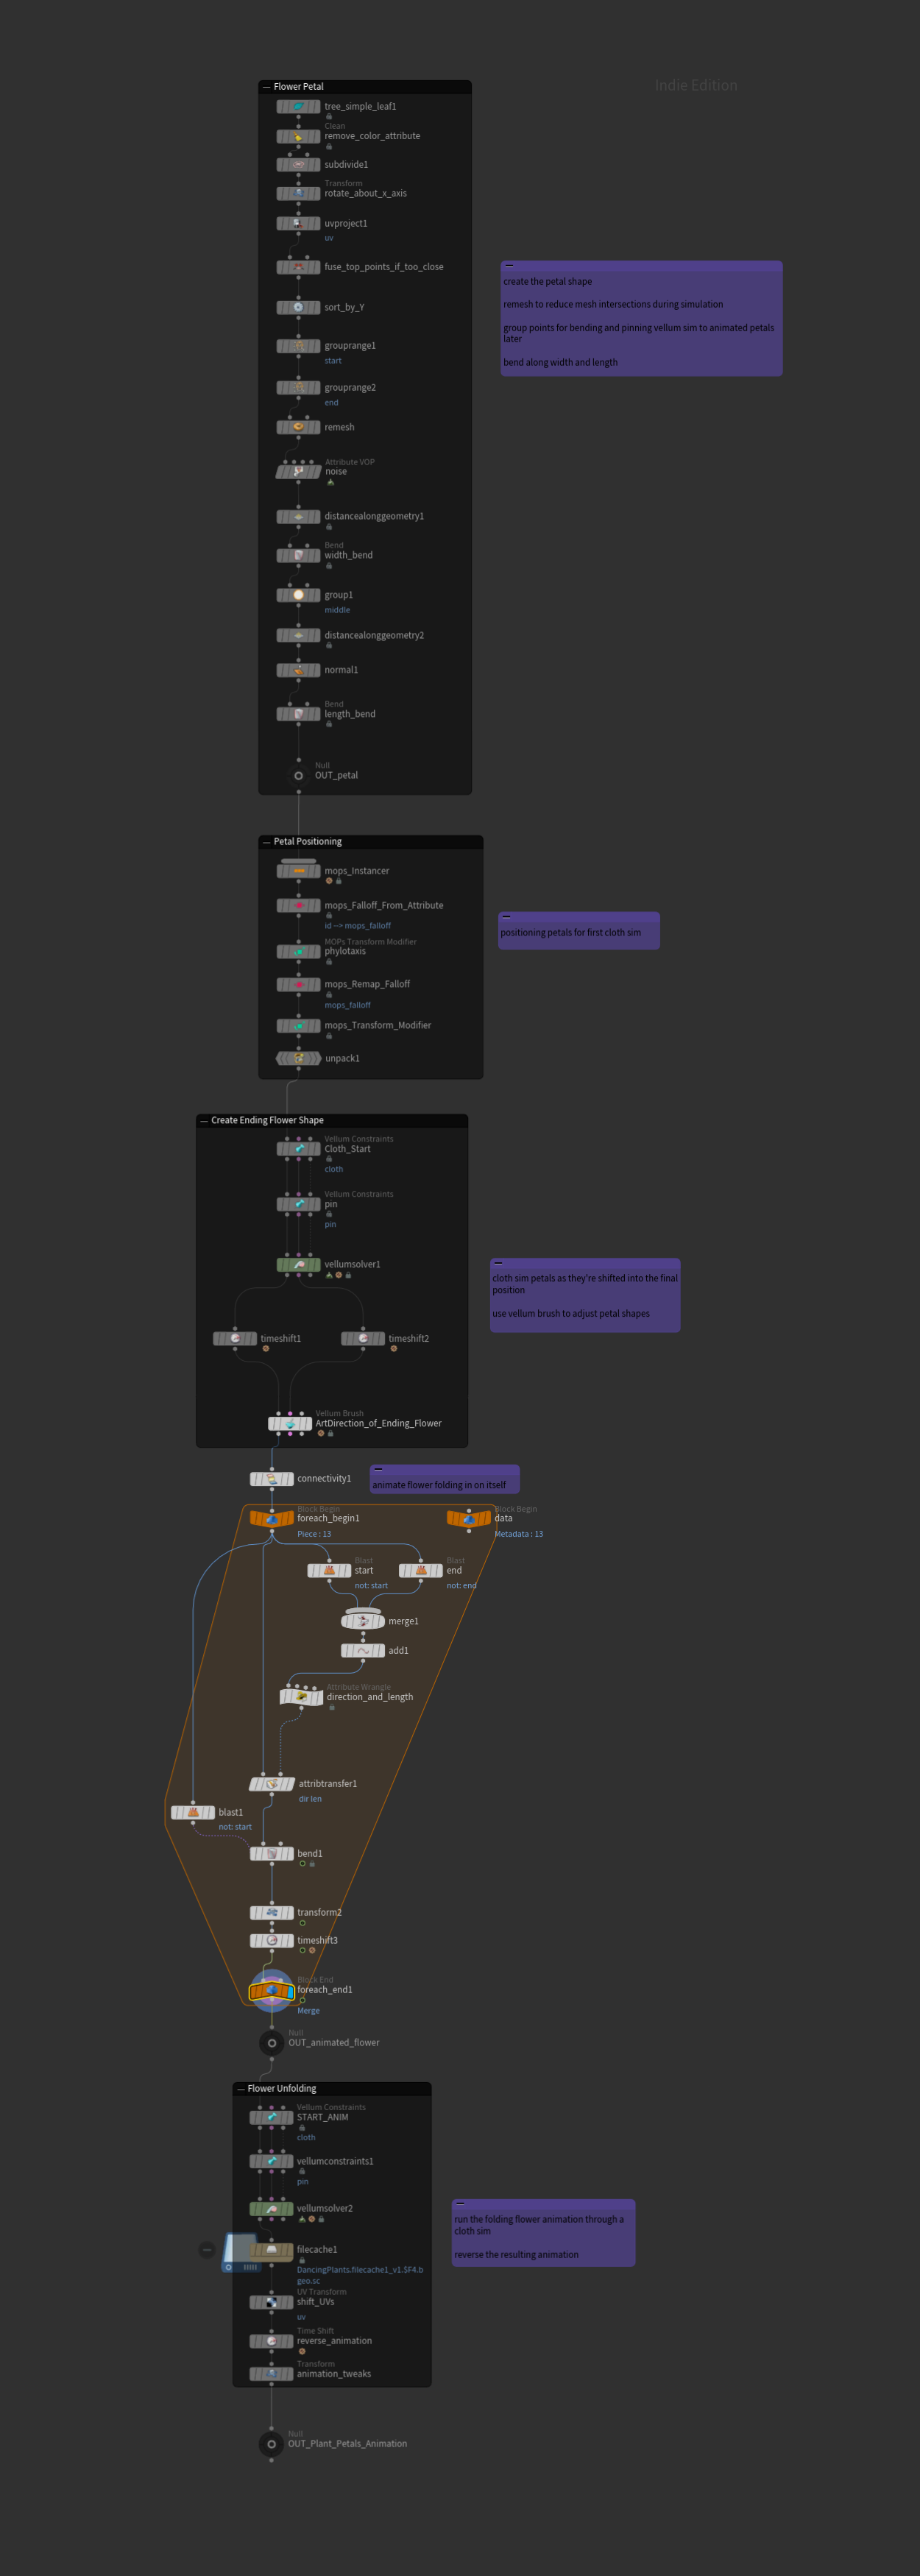 Indie Edition
Flower Petal
tree_simple_leaf1
Clean
remove_color_attribute
subdivide1
Transform
rotate_about_x_axis
uvproject1
uv
fuse_top_points_if_too_close
sort_by_Y
grouprange1
start
grouprange2
end
remesh
Attribute VOP
noise
distancealonggeometry1
Bend
width_bend
group1
middle
distancealonggeometry2
normal1
Bend
length_bend
Null
OUT_petal
create the petal shape
remesh to reduce mesh intersections during simulation
group points for bending and pinning vellum sim to animated petals
later
bend along width and length
Petal Positioning
mops_Instancer
mops_Falloff_From_Attribute
id --> mops_falloff
MOPs Transform Modifier
phylotaxis
mops_Remap_Falloff
mops_falloff
mops_Transform_Modifier
unpack1
positioning petals for first cloth sim
Create Ending Flower Shape
Vellum Constraints
Cloth_Start
cloth
Vellum Constraints
pin
pin
vellumsolver1
timeshift1
timeshift2
Vellum Brush
ArtDirection_of_Ending_Flower
cloth sim petals as they're shifted into the final
position
use vellum brush to adjust petal shapes
connectivity1
animate flower folding in on itself
Block Begin
foreach_begin1
Piece : 13
Block Begin
data
Metadata : 13
Blast
start
not: start
Blast
end
not: end
merge1
add1
Attribute Wrangle
direction_and_length
attribtransfer1
dir len
blast1
not: start
bend1
transform2
timeshift3
Block End
foreach_end1
Merge
Null
OUT_animated_flower
Flower Unfolding
Vellum Constraints
START_ANIM
cloth
vellumconstraints1
pin
vellumsolver2
filecache1
DancingPlants.filecache1_v1.$F4.b
geo.sc
UV Transform
shift_UVs
uv
Time Shift
reverse_animation
Transform
animation_tweaks
run the folding flower animation through a
cloth sim
reverse the resulting animation
Null
OUT_Plant_Petals_Animation